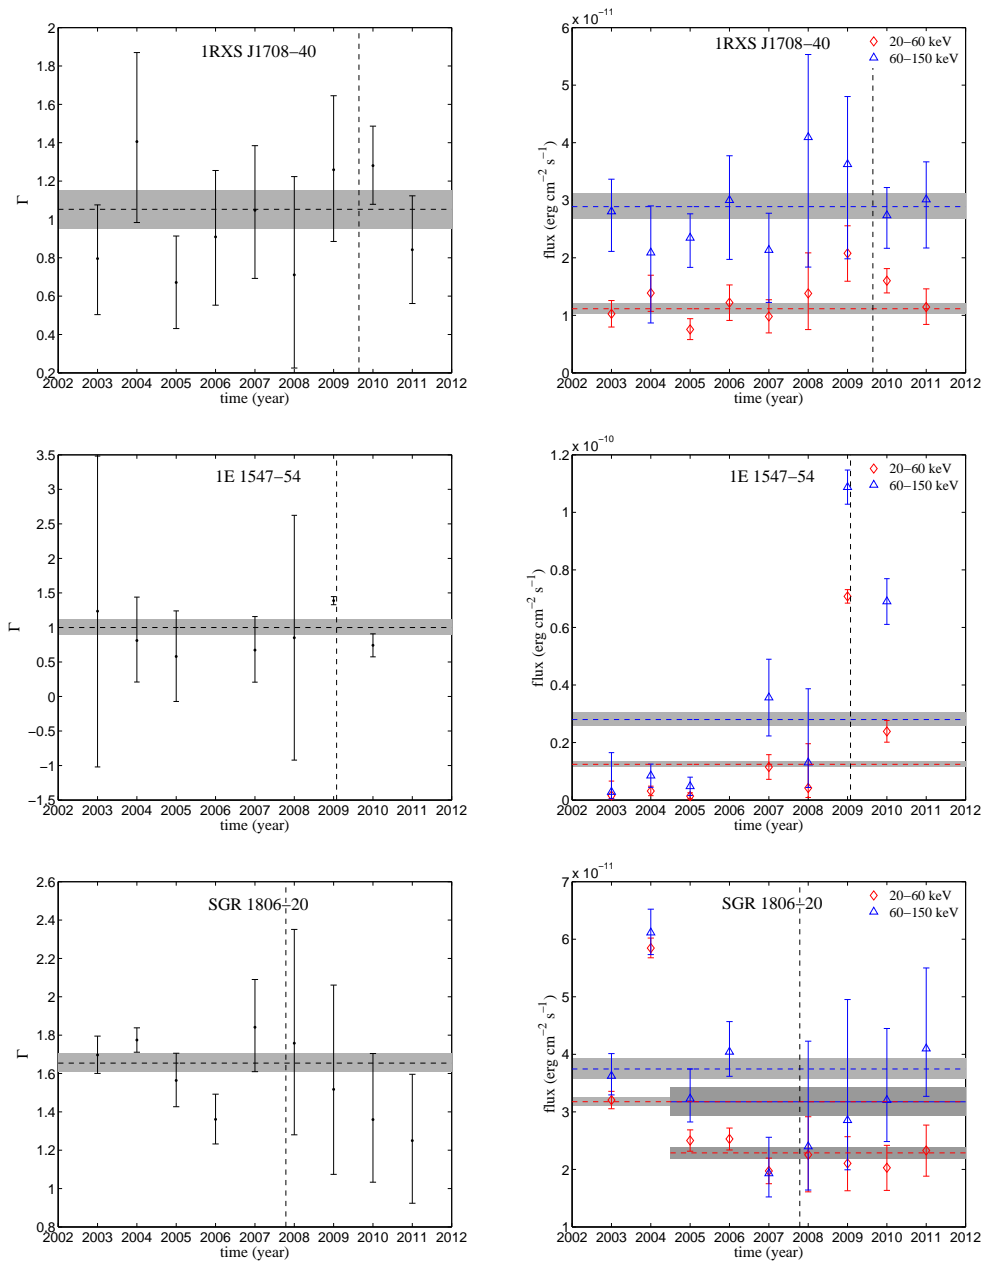 1RXS J1708−40
Γ
2
1.8
1.6
1.4
1.2
1
0.8
0.6
0.4
0.2
2002 2003 2004 2005 2006 2007 2008 2009 2010 2011 2012
time (year)
x 10−11
1RXS J1708−40
20−60 keV
60−150 keV
flux (erg cm−2 s−1)
6
5
4
3
2
1
0
2002 2003 2004 2005 2006 2007 2008 2009 2010 2011 2012
time (year)
1E 1547−54
Γ
3.5
3
2.5
2
1.5
1
0.5
0
−0.5
−1
−1.5
2002 2003 2004 2005 2006 2007 2008 2009 2010 2011 2012
time (year)
x 10−10
1E 1547−54
20−60 keV
60−150 keV
flux (erg cm−2 s−1)
1.2
1
0.8
0.6
0.4
0.2
0
2002 2003 2004 2005 2006 2007 2008 2009 2010 2011 2012
time (year)
SGR 1806−20
Γ
2.6
2.4
2.2
2
1.8
1.6
1.4
1.2
1
0.8
2002 2003 2004 2005 2006 2007 2008 2009 2010 2011 2012
time (year)
x 10−11
SGR 1806−20
20−60 keV
60−150 keV
flux (erg cm−2 s−1)
7
6
5
4
3
2
1
2002 2003 2004 2005 2006 2007 2008 2009 2010 2011 2012
time (year)